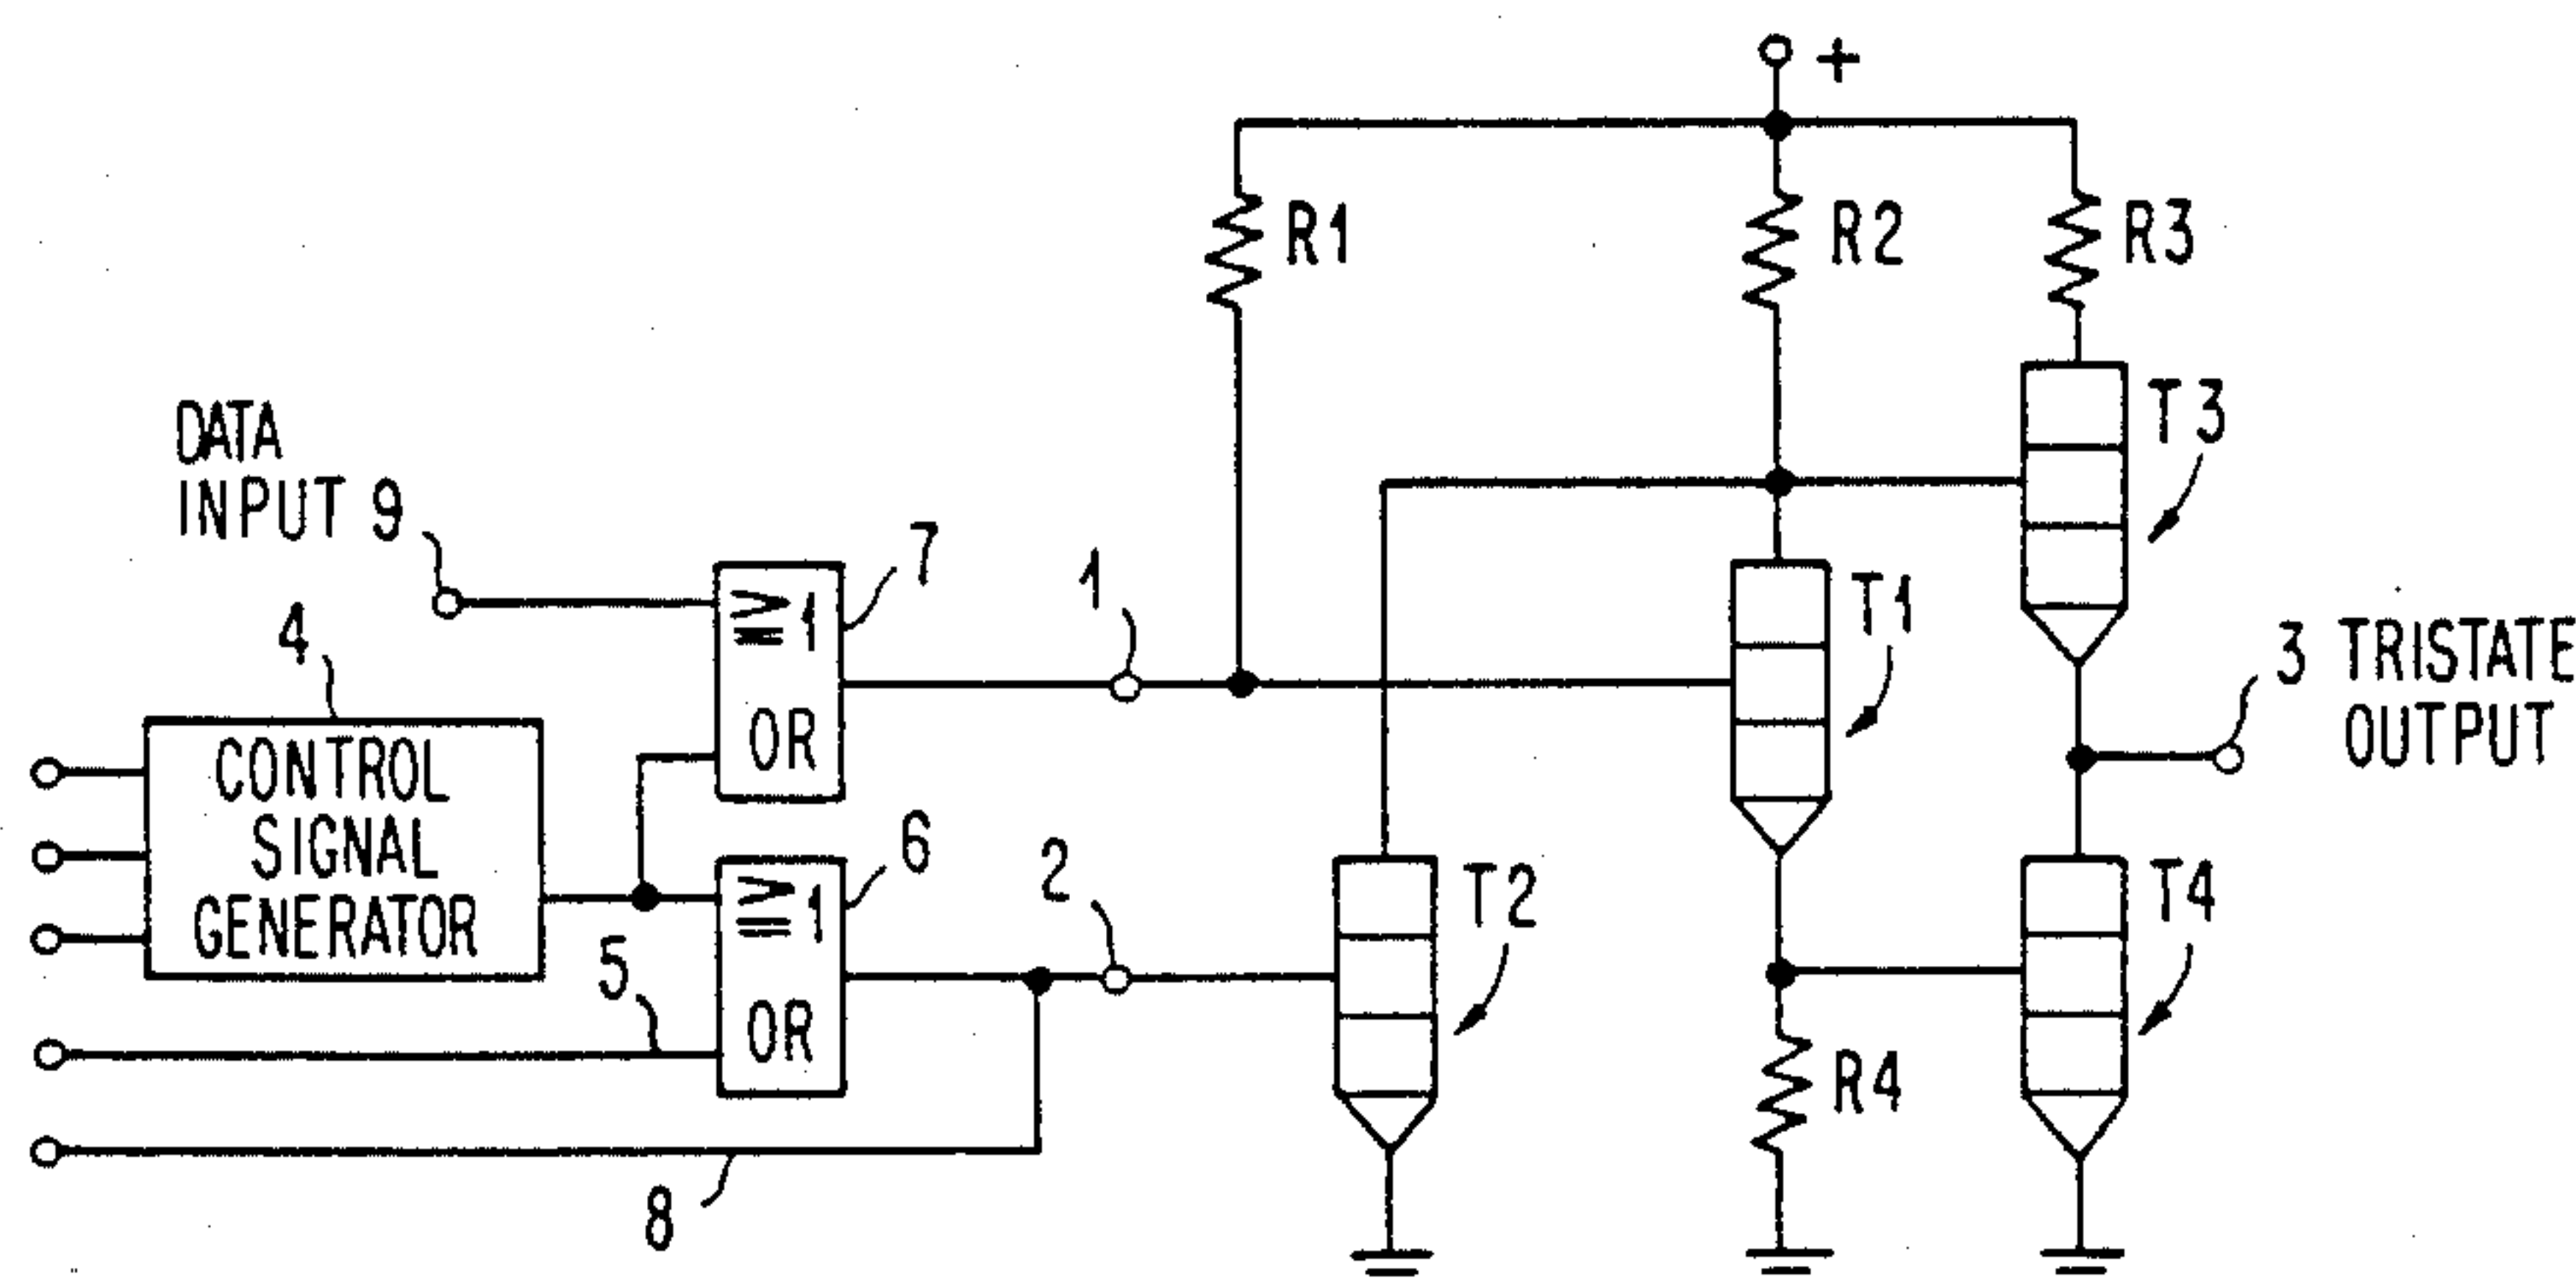 +
R1
R2
R3
DATA
INPUT 9
T3
7
≥1
OR
1
T1
3 TRISTATE
OUTPUT
4
CONTROL
SIGNAL
GENERATOR
6
≥1
OR
2
T2
T4
5
R4
8